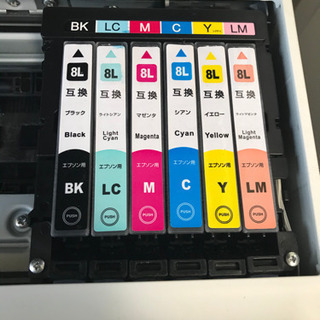 BK LC M C Y LM
8L 8L 8L 8L 8L 8L
互換 互換 互換 互換 互換 互換
ブラック ライトシアン マゼンタ シアン イエロー ライトマゼンタ
Black Light Cyan Magenta Cyan Yellow Light Magenta
エプソン用 エプソン用 エプソン用 エプソン用 エプソン用 エプソン用
BK LC M C Y LM
PUSH PUSH PUSH PUSH PUSH PUSH